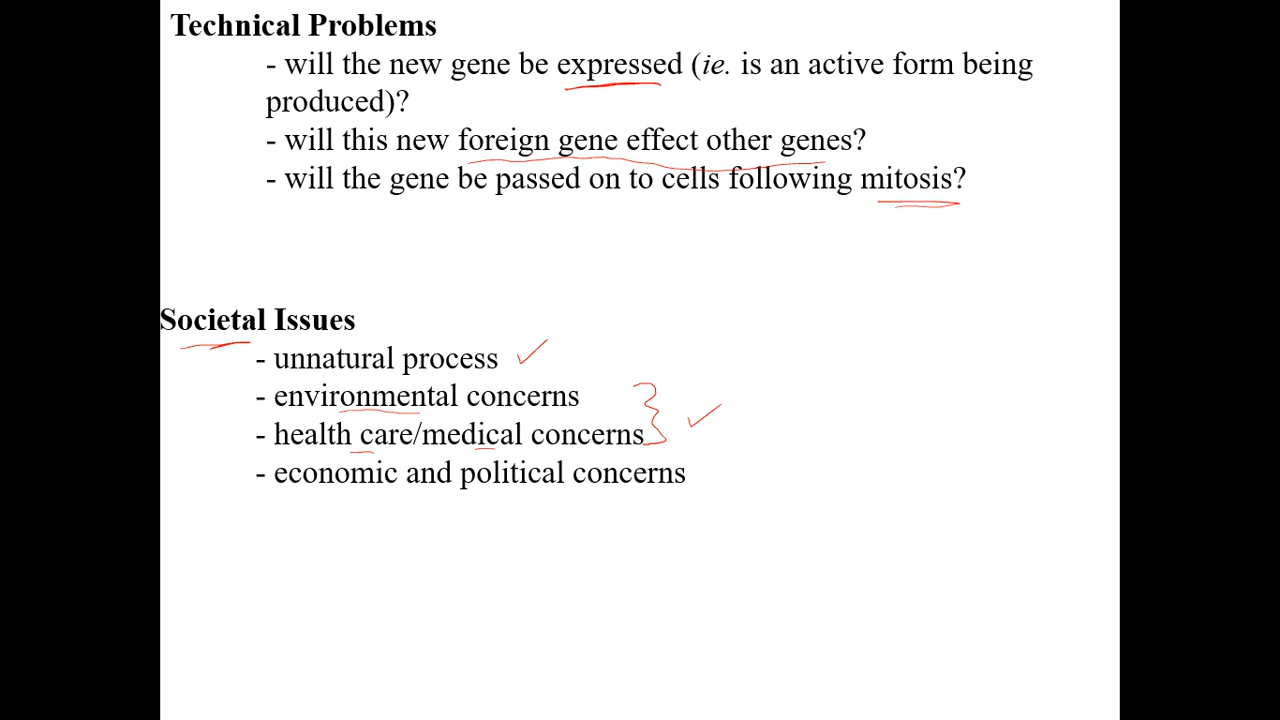 Technical Problems
- will the new gene be expressed (ie. is an active form being
produced)?
- will this new foreign gene effect other genes?
- will the gene be passed on to cells following mitosis?
Societal Issues
- unnatural process
- environmental concerns
- health care/medical concerns
- economic and political concerns